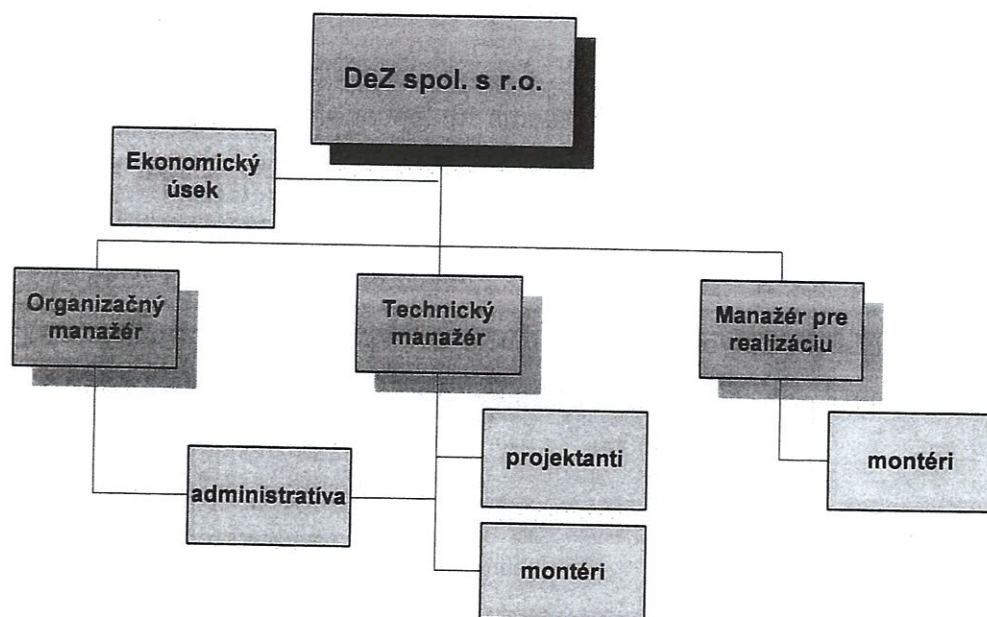 DeZ spol. s r.o.
Ekonomický
úsek
Organizačný
manažér
Technický
manažér
Manažér pre
realizáciu
administratíva
projektanti
montéri
montéri